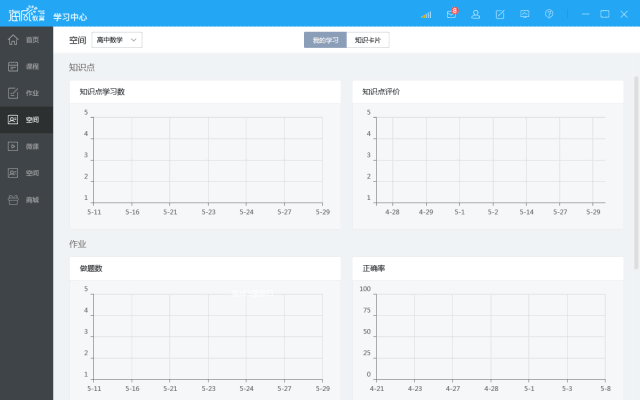 学习中心
8
首页
课程
作业
空间
微课
空间
商城
空间
高中数学
我的学习
知识卡片
知识点
知识点学习数
5
4
3
2
1
5-11 5-16 5-21 5-23 5-24 5-27 5-29
知识点评价
5
4
3
2
1
4-28 4-29 5-1 5-2 5-14 5-27 5-29
作业
做题数
5
4
3
2
1
5-11 5-16 5-21 5-23 5-24 5-27 5-29
正确率
100
75
50
25
0
4-21 4-23 4-27 4-28 5-1 5-3 5-8